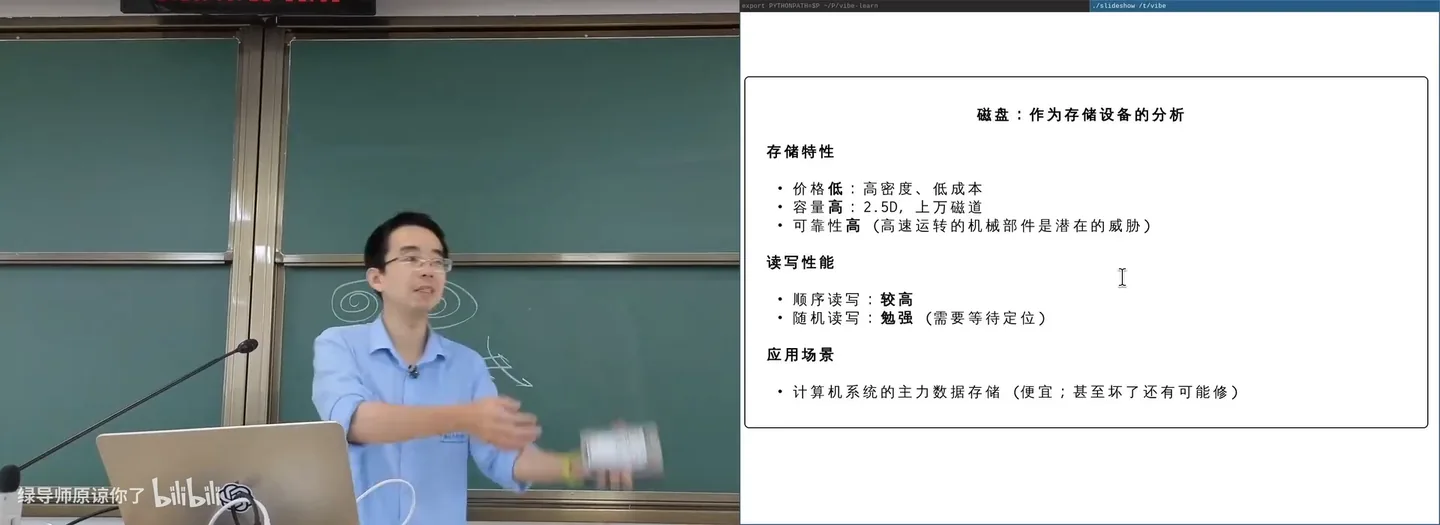 export PYTHONPATH=$P ~/P/vibe-learn
./slideshow /t/vibe
磁盘：作为存储设备的分析
存储特性
• 价格低：高密度、低成本
• 容量高：2.5D, 上万磁道
• 可靠性高 (高速运转的机械部件是潜在的威胁)
读写性能
• 顺序读写：较高
• 随机读写：勉强 (需要等待定位)
应用场景
• 计算机系统的主力数据存储 (便宜；甚至坏了还有可能修)
绿导师原谅你了 bilibili